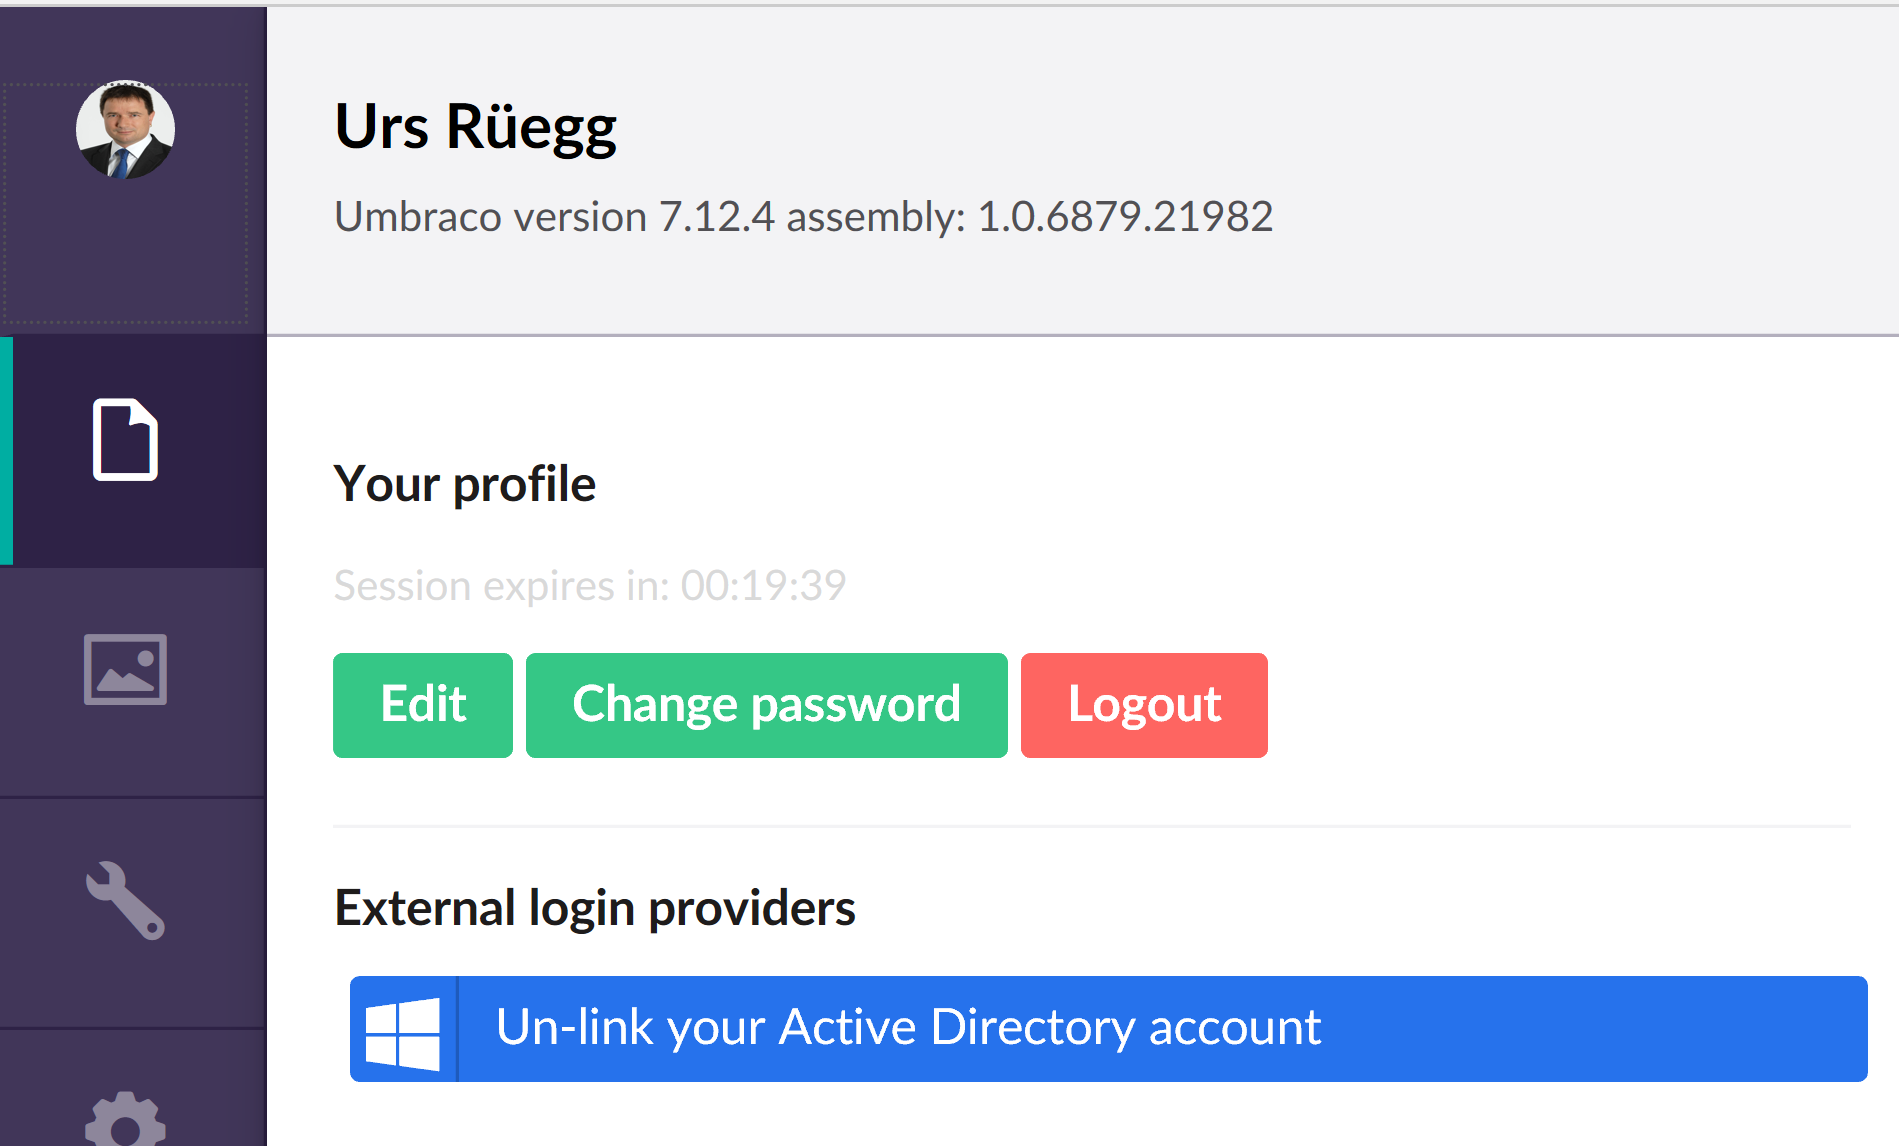 Urs Rüegg
Umbraco version 7.12.4 assembly: 1.0.6879.21982
Your profile
Session expires in: 00:19:39
Edit Change password Logout
External login providers
Un-link your Active Directory account